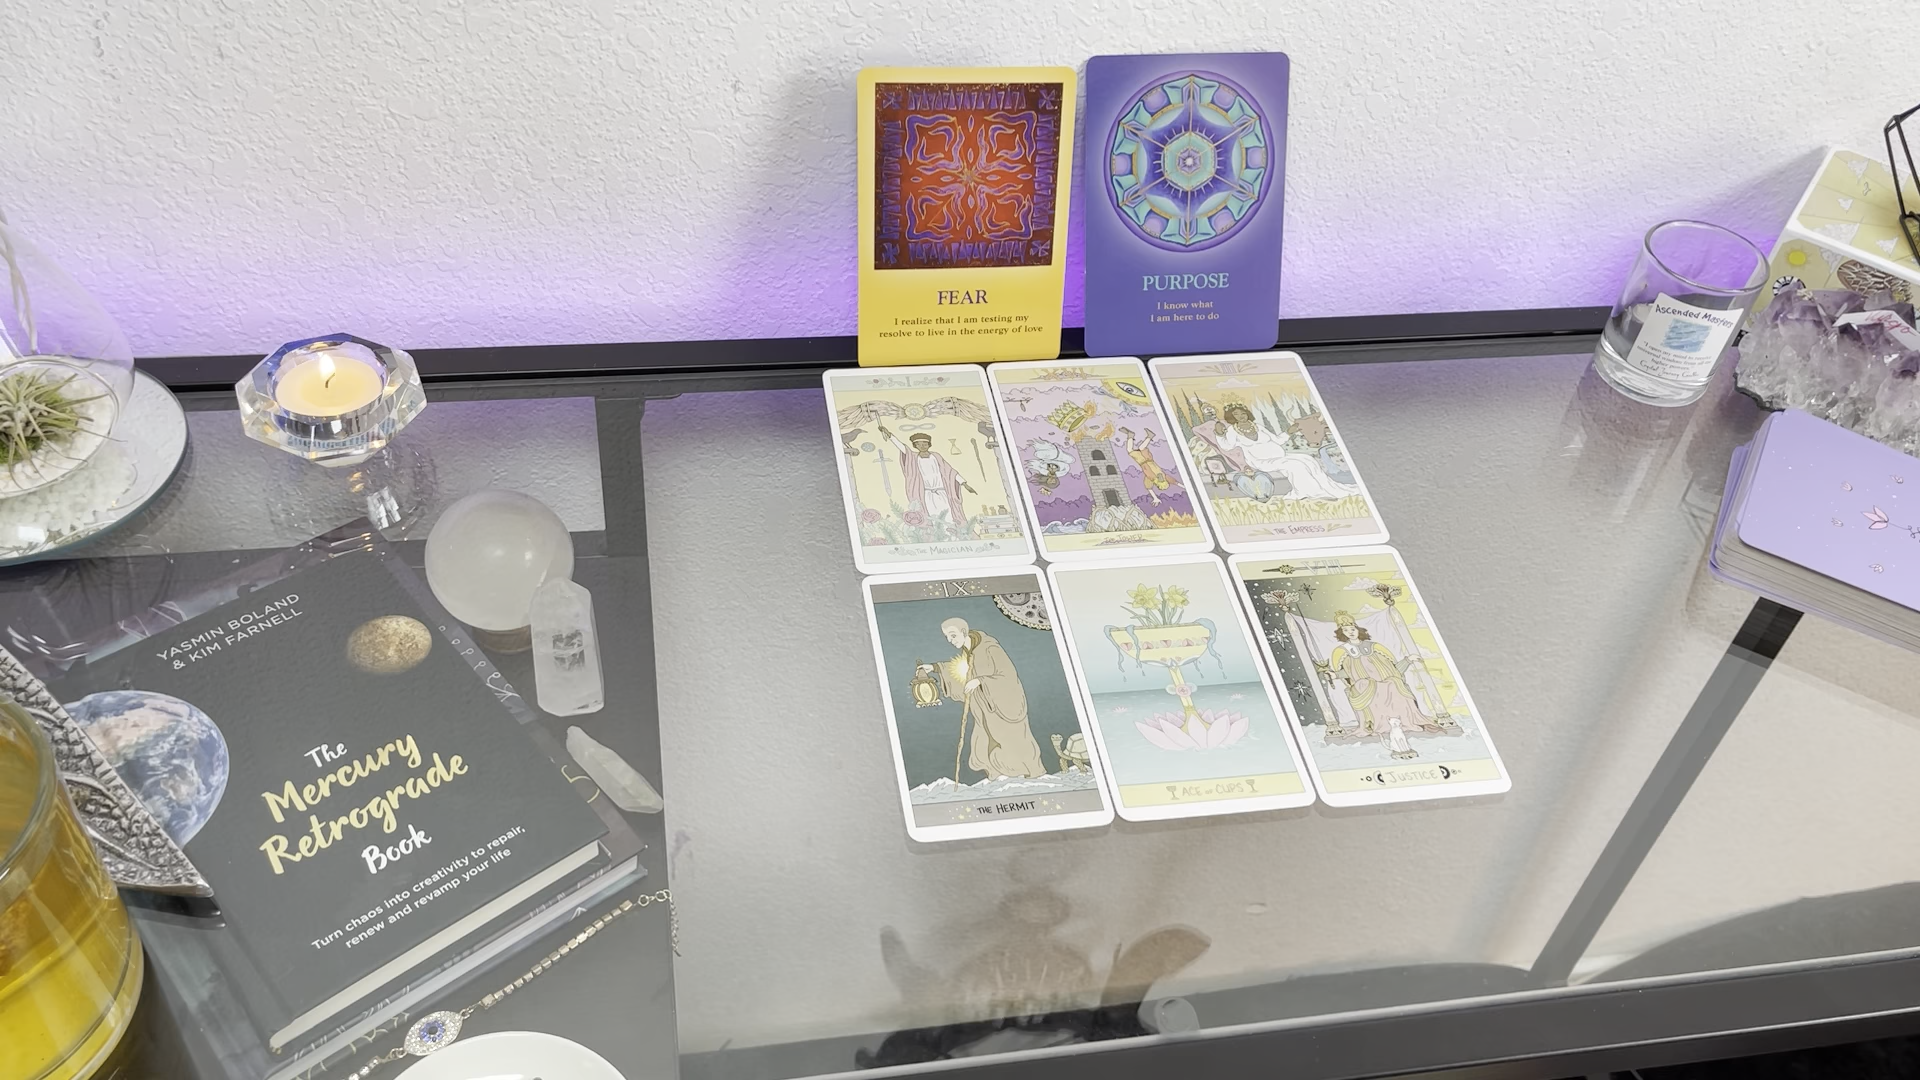 FEAR
I realize that I am testing my
resolve to live in the energy of love
PURPOSE
I know what
I am here to do
THE MAGICIAN
THE TOWER
THE EMPRESS
IX
THE HERMIT
ACE OF CUPS
JUSTICE
YASMIN BOLAND
& KIM FARNELL
The
Mercury
Retrograde
Book
Turn chaos into creativity to repair,
renew and revamp your life
Ascended Masters